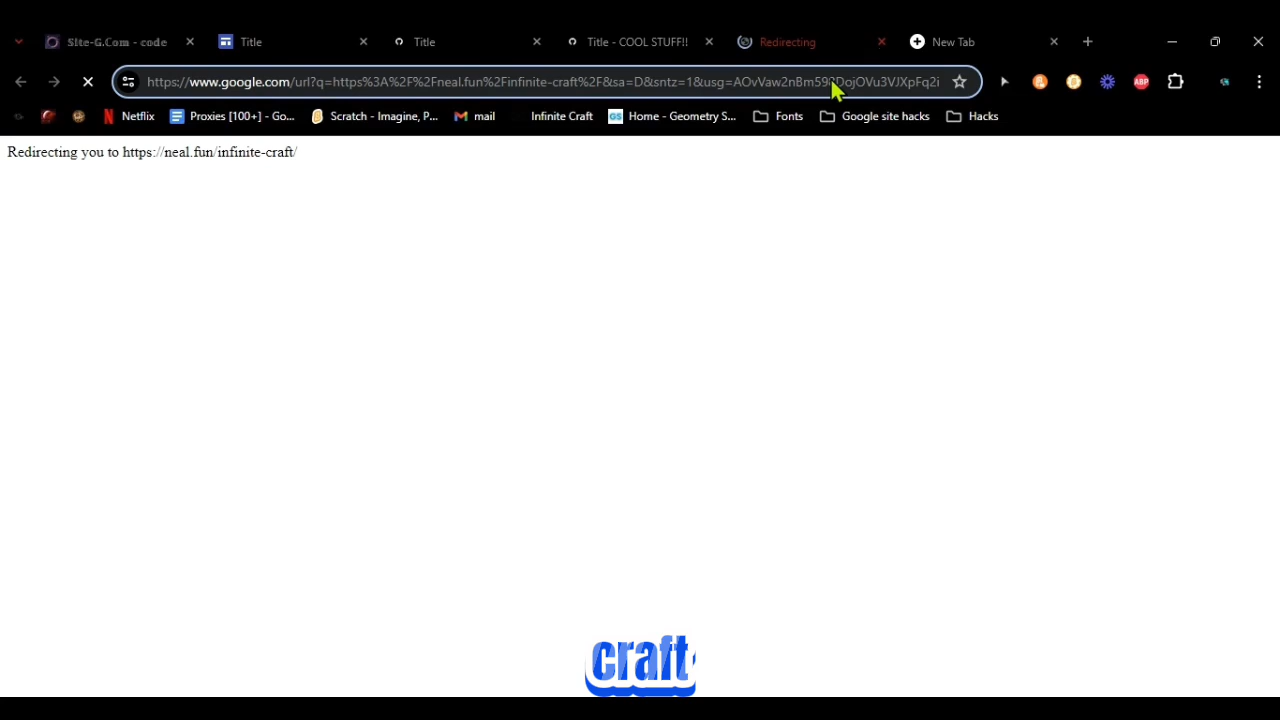 Site-G.Com - code
Title
Title
Title - COOL STUFF!!
Redirecting
New Tab
https://www.google.com/url?q=https%3A%2F%2Fneal.fun%2Finfinite-craft%2F&sa=D&sntz=1&usg=
Netflix
Proxies [100+] - Go...
Scratch - Imagine, P...
mail
Infinite Craft
GS
Home - Geometry S...
Fonts
Google site hacks
Hacks
ABP
Redirecting you to https://neal.fun/infinite-craft/
craft